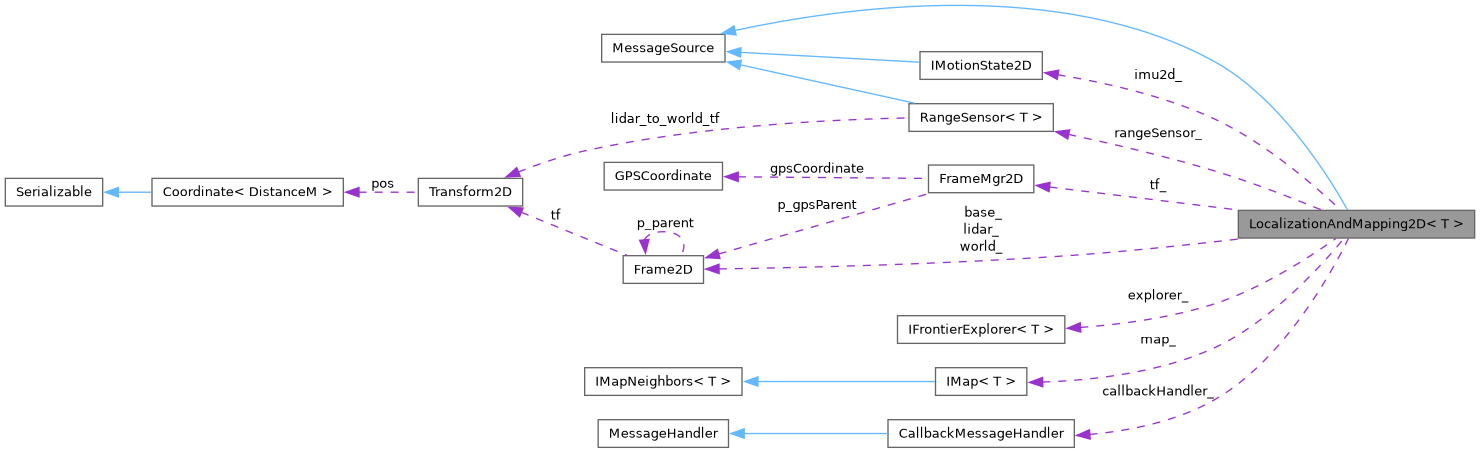 MessageSource
IMotionState2D
imu2d_
RangeSensor< T >
lidar_to_world_tf
rangeSensor_
GPSCoordinate
gpsCoordinate
FrameMgr2D
Serializable
Coordinate< DistanceM >
pos
Transform2D
tf_
p_gpsParent
base_
lidar_
world_
tf
p_parent
LocalizationAndMapping2D< T >
Frame2D
explorer_
IFrontierExplorer< T >
map_
IMapNeighbors< T >
IMap< T >
callbackHandler_
MessageHandler
CallbackMessageHandler